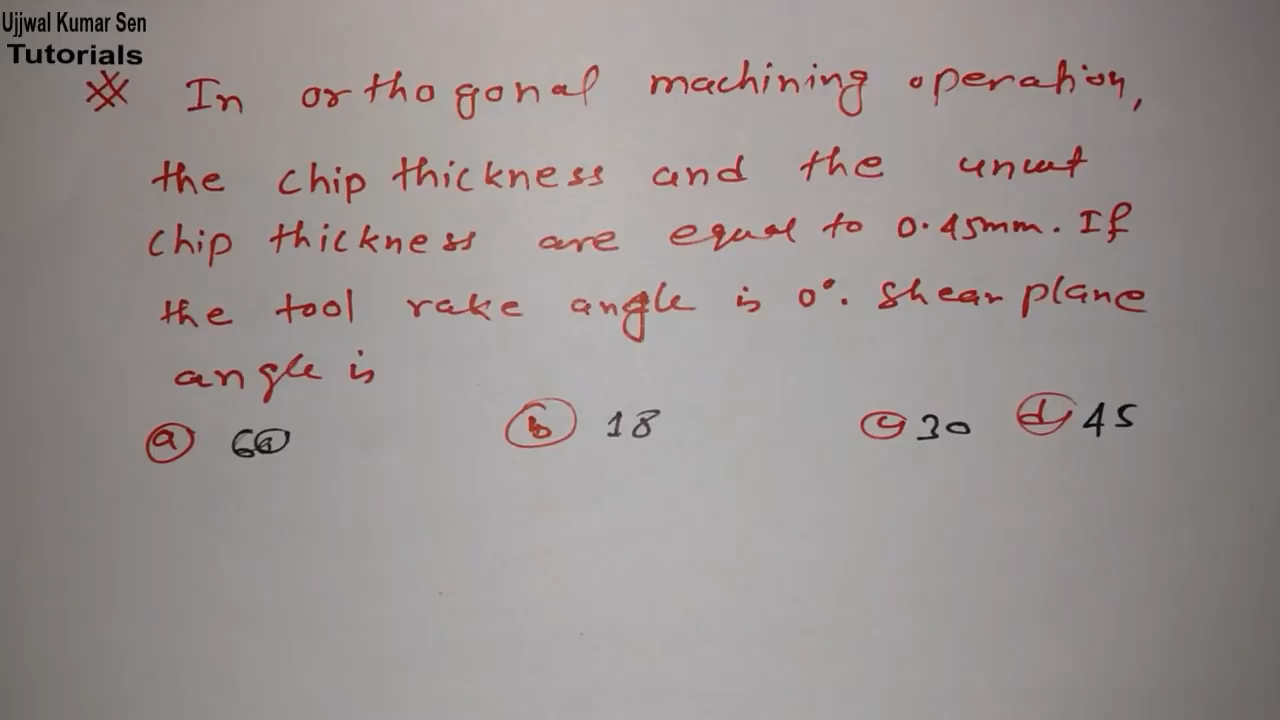 Ujjwal Kumar Sen
Tutorials
In orthogonal machining operation,
the chip thickness and the uncut
chip thickness are equal to 0.45mm. If
the tool rake angle is 0°. shear plane
angle is
a 60 b 18 c 30 d 45